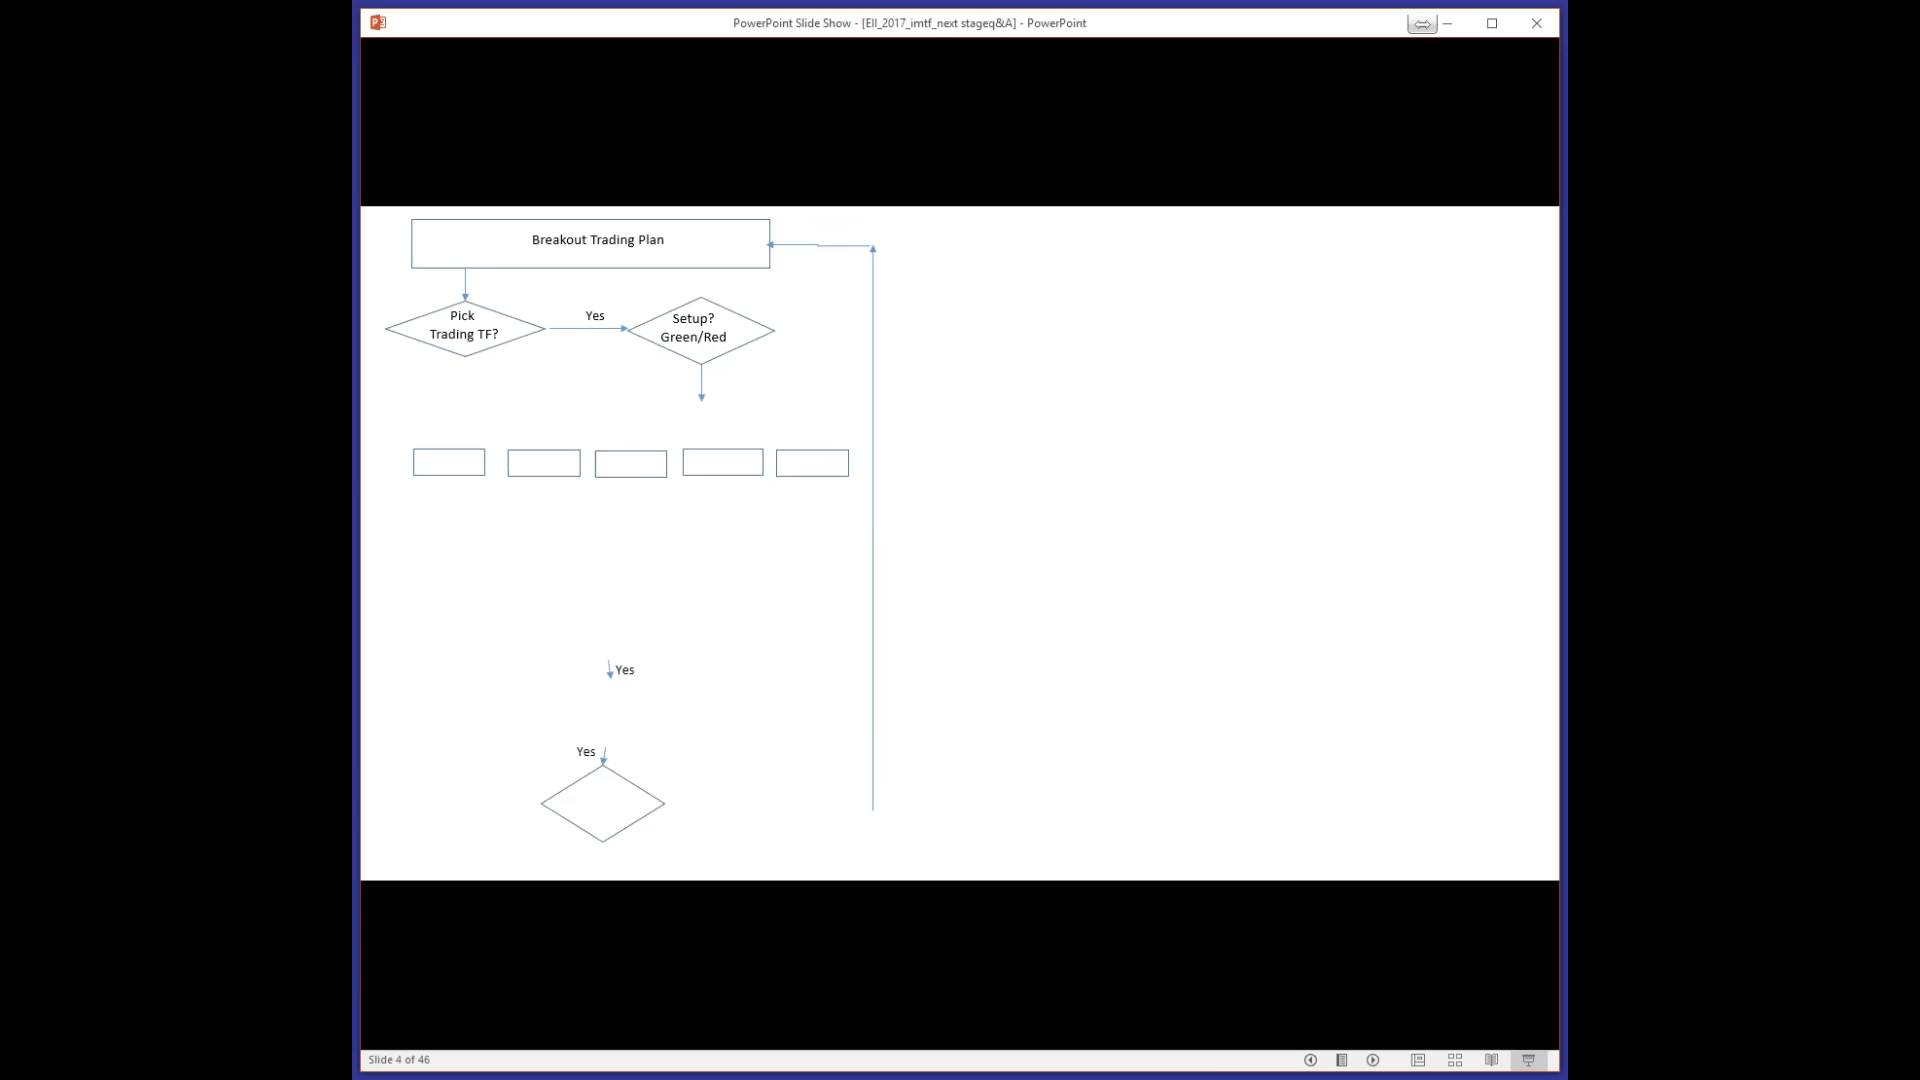 PowerPoint Slide Show - [Ell_2017_imtf_next stageq&A] - PowerPoint
Breakout Trading Plan
Pick
Trading TF?
Yes
Setup?
Green/Red
Yes
Yes
Slide 4 of 46